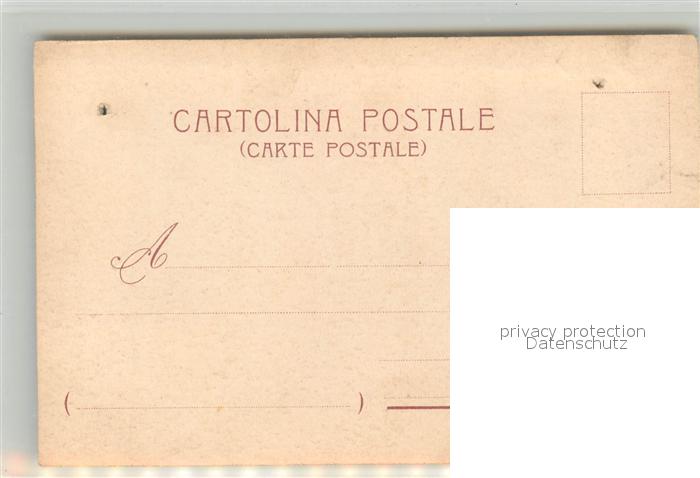 CARTOLINA POSTALE
(CARTE POSTALE)
A
( )
privacy protection
Datenschutz